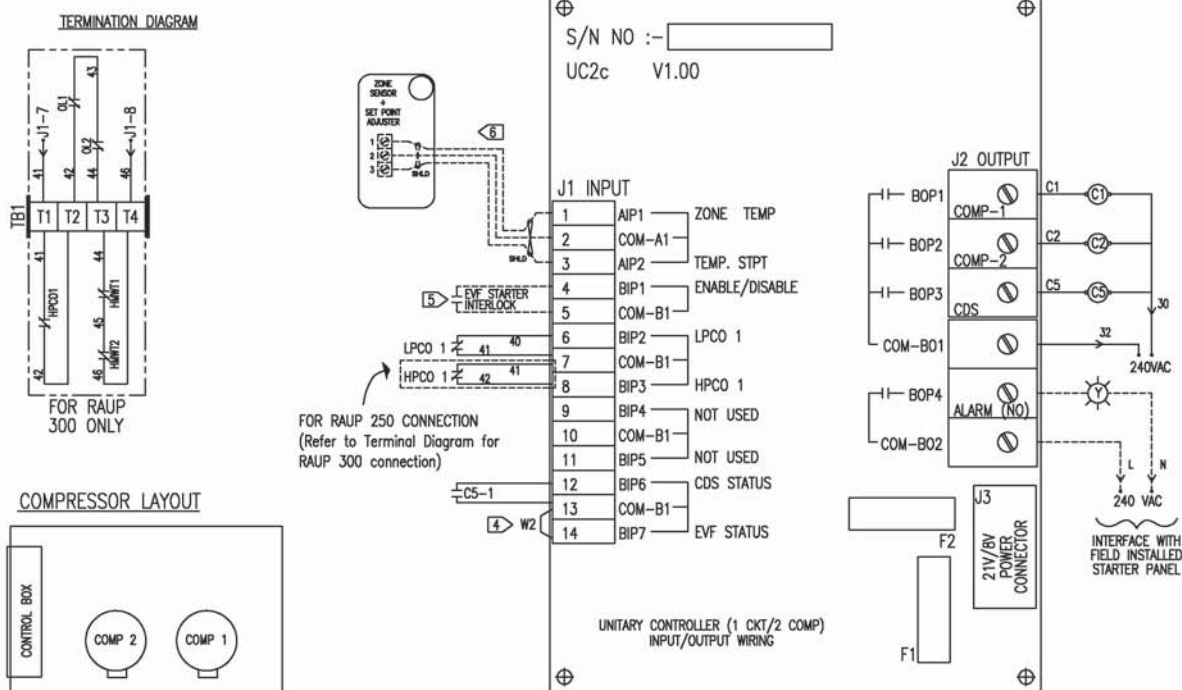 TERMINATION DIAGRAM
43
OL1
J1-7
OL2
J1-8
41
42
44
46
TB1
T1
T2
T3
T4
41
44
HPCO1
HMWT1
45
HMWT2
42
46
FOR RAUP
300 ONLY
COMPRESSOR LAYOUT
CONTROL BOX
COMP 2
COMP 1
ZONE
SENSOR
+
SET POINT
ADJUSTER
1
2
3
SHLD
6
SHLD
5
EVF STARTER
INTERLOCK
LPCO 1
40
41
HPCO 1
41
42
FOR RAUP 250 CONNECTION
(Refer to Terminal Diagram for
RAUP 300 connection)
C5-1
4
W2
S/N NO :-
UC2c V1.00
J1 INPUT
1 AIP1 ZONE TEMP
2 COM-A1
3 AIP2 TEMP. STPT
4 BIP1 ENABLE/DISABLE
5 COM-B1
6 BIP2 LPCO 1
7 COM-B1
8 BIP3 HPCO 1
9 BIP4 NOT USED
10 COM-B1
11 BIP5 NOT USED
12 BIP6 CDS STATUS
13 COM-B1
14 BIP7 EVF STATUS
UNITARY CONTROLLER (1 CKT/2 COMP)
INPUT/OUTPUT WIRING
J2 OUTPUT
BOP1 COMP-1 C1 C1
BOP2 COMP-2 C2 C2
BOP3 CDS C5 C5
30
COM-BO1 32
240VAC
BOP4 ALARM (NO) Y
COM-BO2
L N
240 VAC
INTERFACE WITH
FIELD INSTALLED
STARTER PANEL
J3
21V/8V
POWER
CONNECTOR
F2
F1